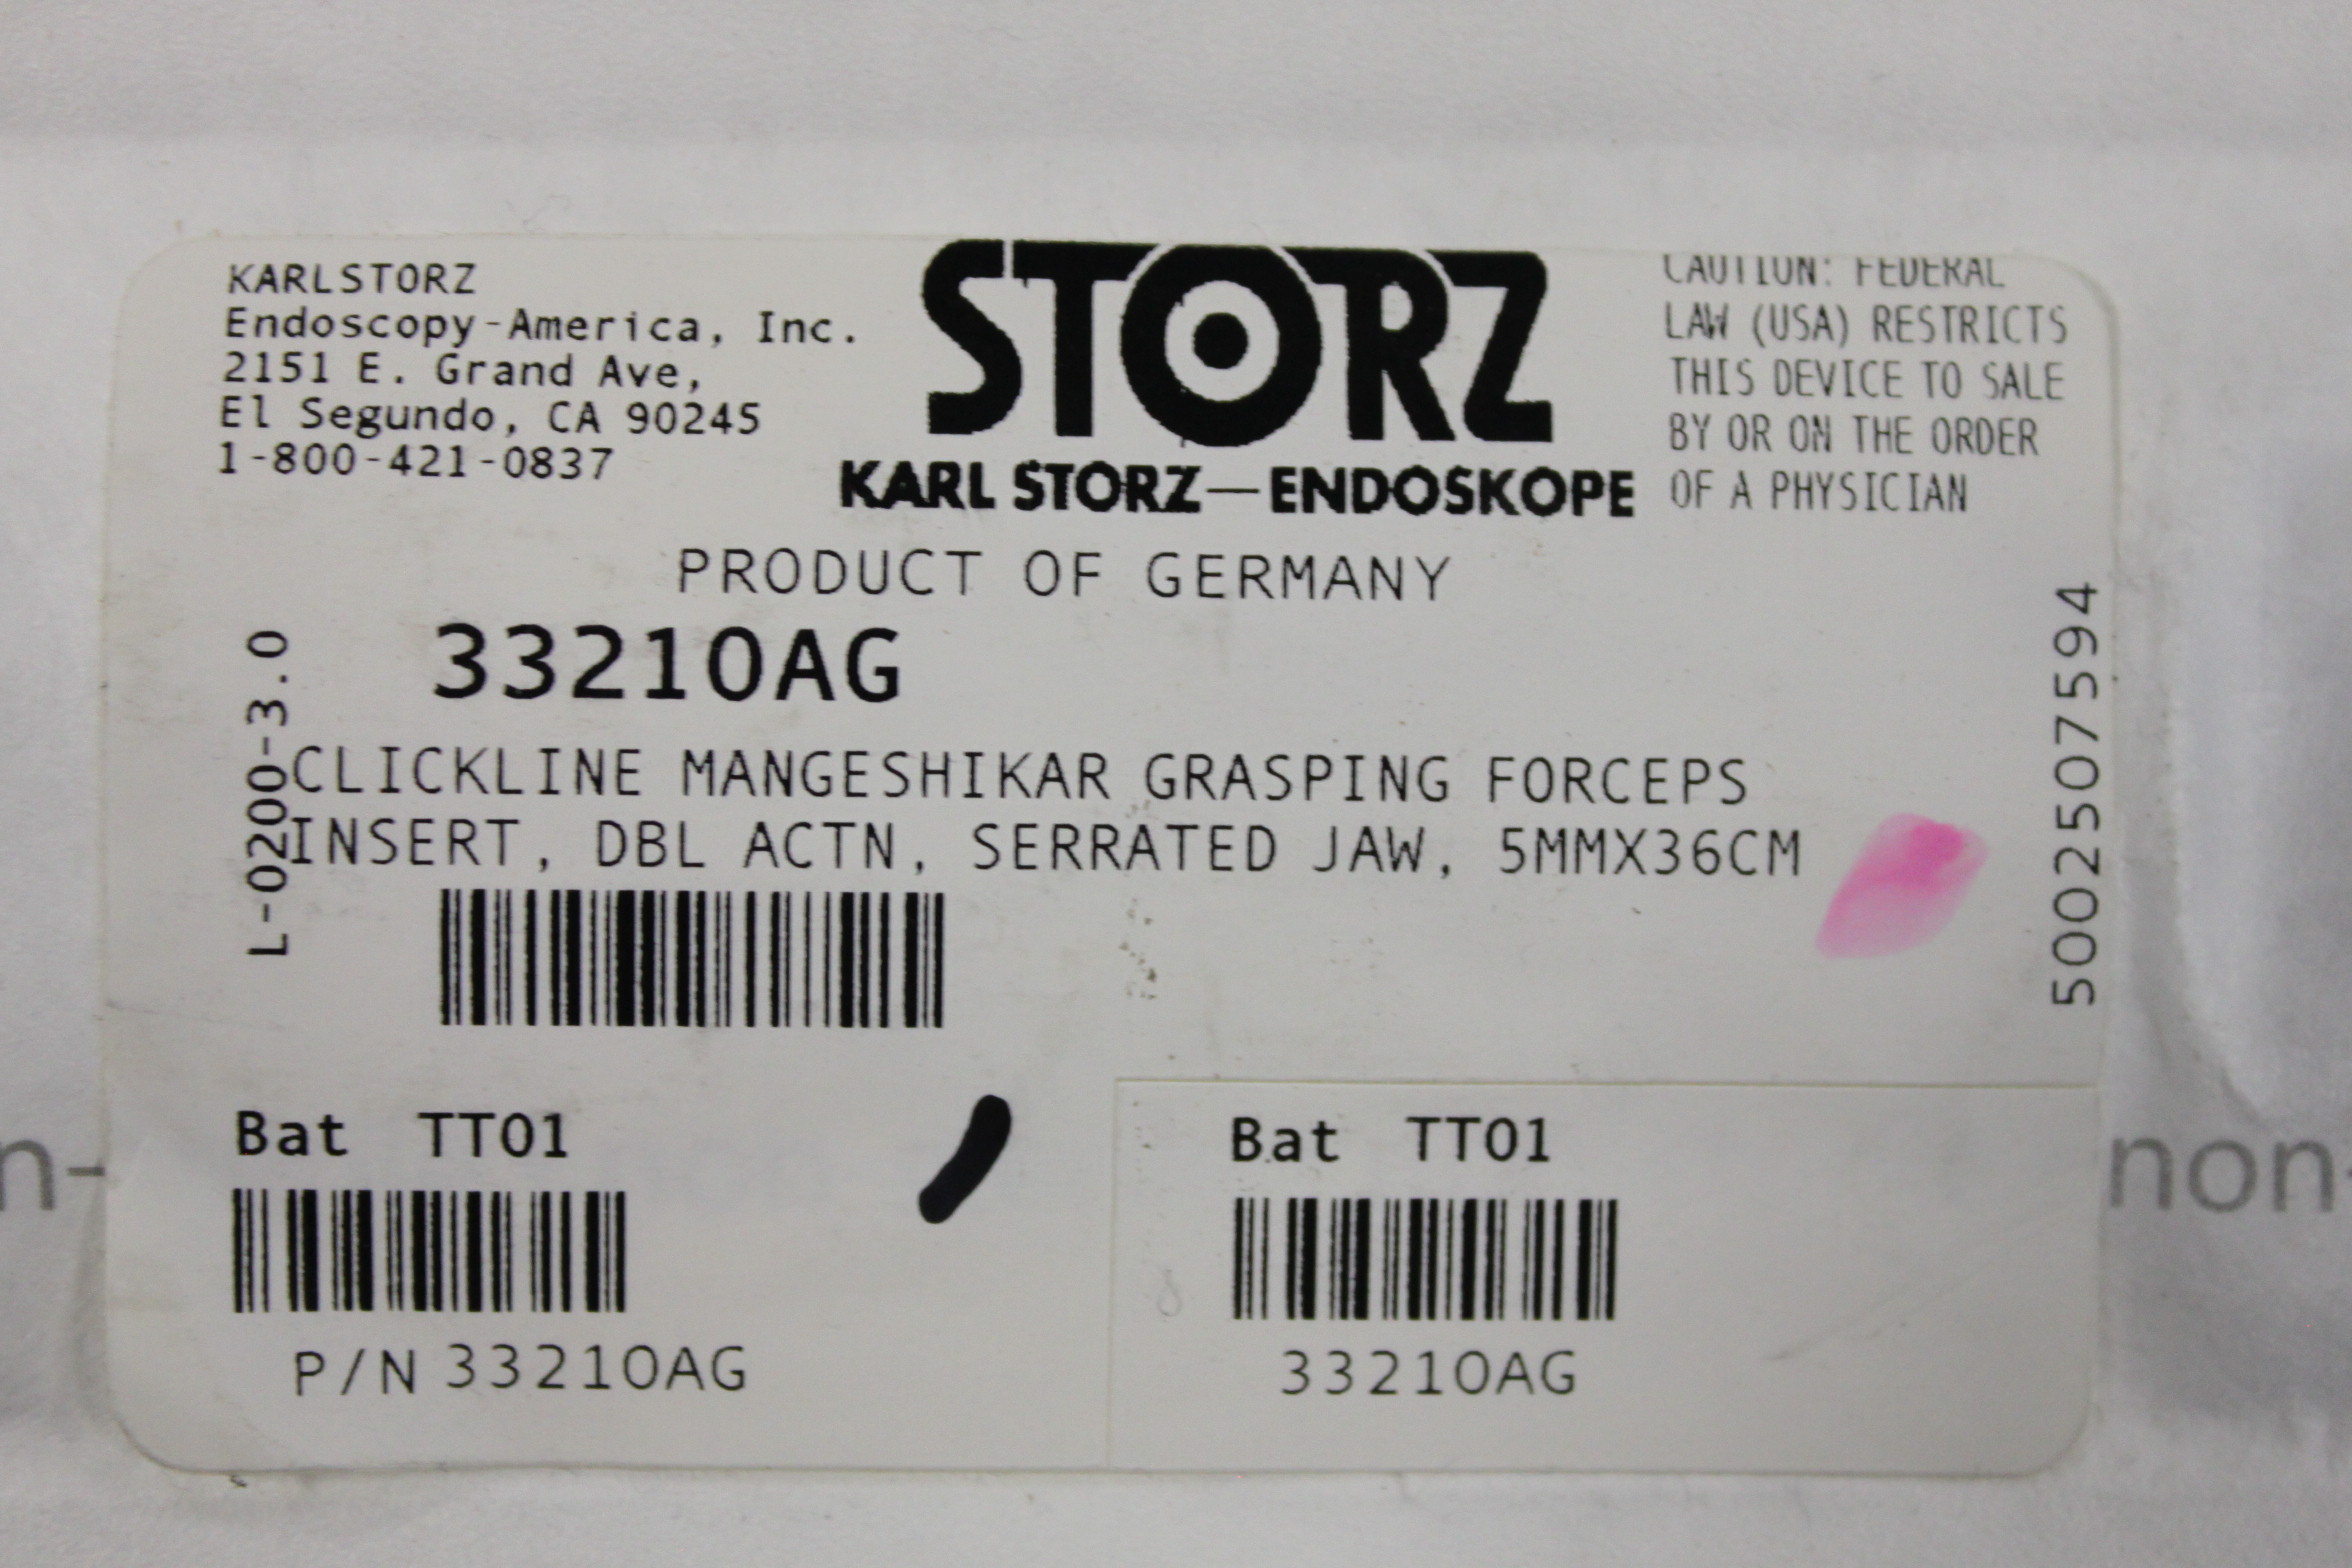 KARLSTORZ
Endoscopy-America, Inc.
2151 E. Grand Ave,
El Segundo, CA 90245
1-800-421-0837
STORZ
KARL STORZ—ENDOSKOPE
CAUTION: FEDERAL
LAW (USA) RESTRICTS
THIS DEVICE TO SALE
BY OR ON THE ORDER
OF A PHYSICIAN
PRODUCT OF GERMANY
33210AG
L-0200-3.0
CLICKLINE MANGESHIKAR GRASPING FORCEPS
INSERT, DBL ACTN, SERRATED JAW, 5MMX36CM
5002507594
Bat TT01
P/N 33210AG
Bat TT01
33210AG
n-
non-